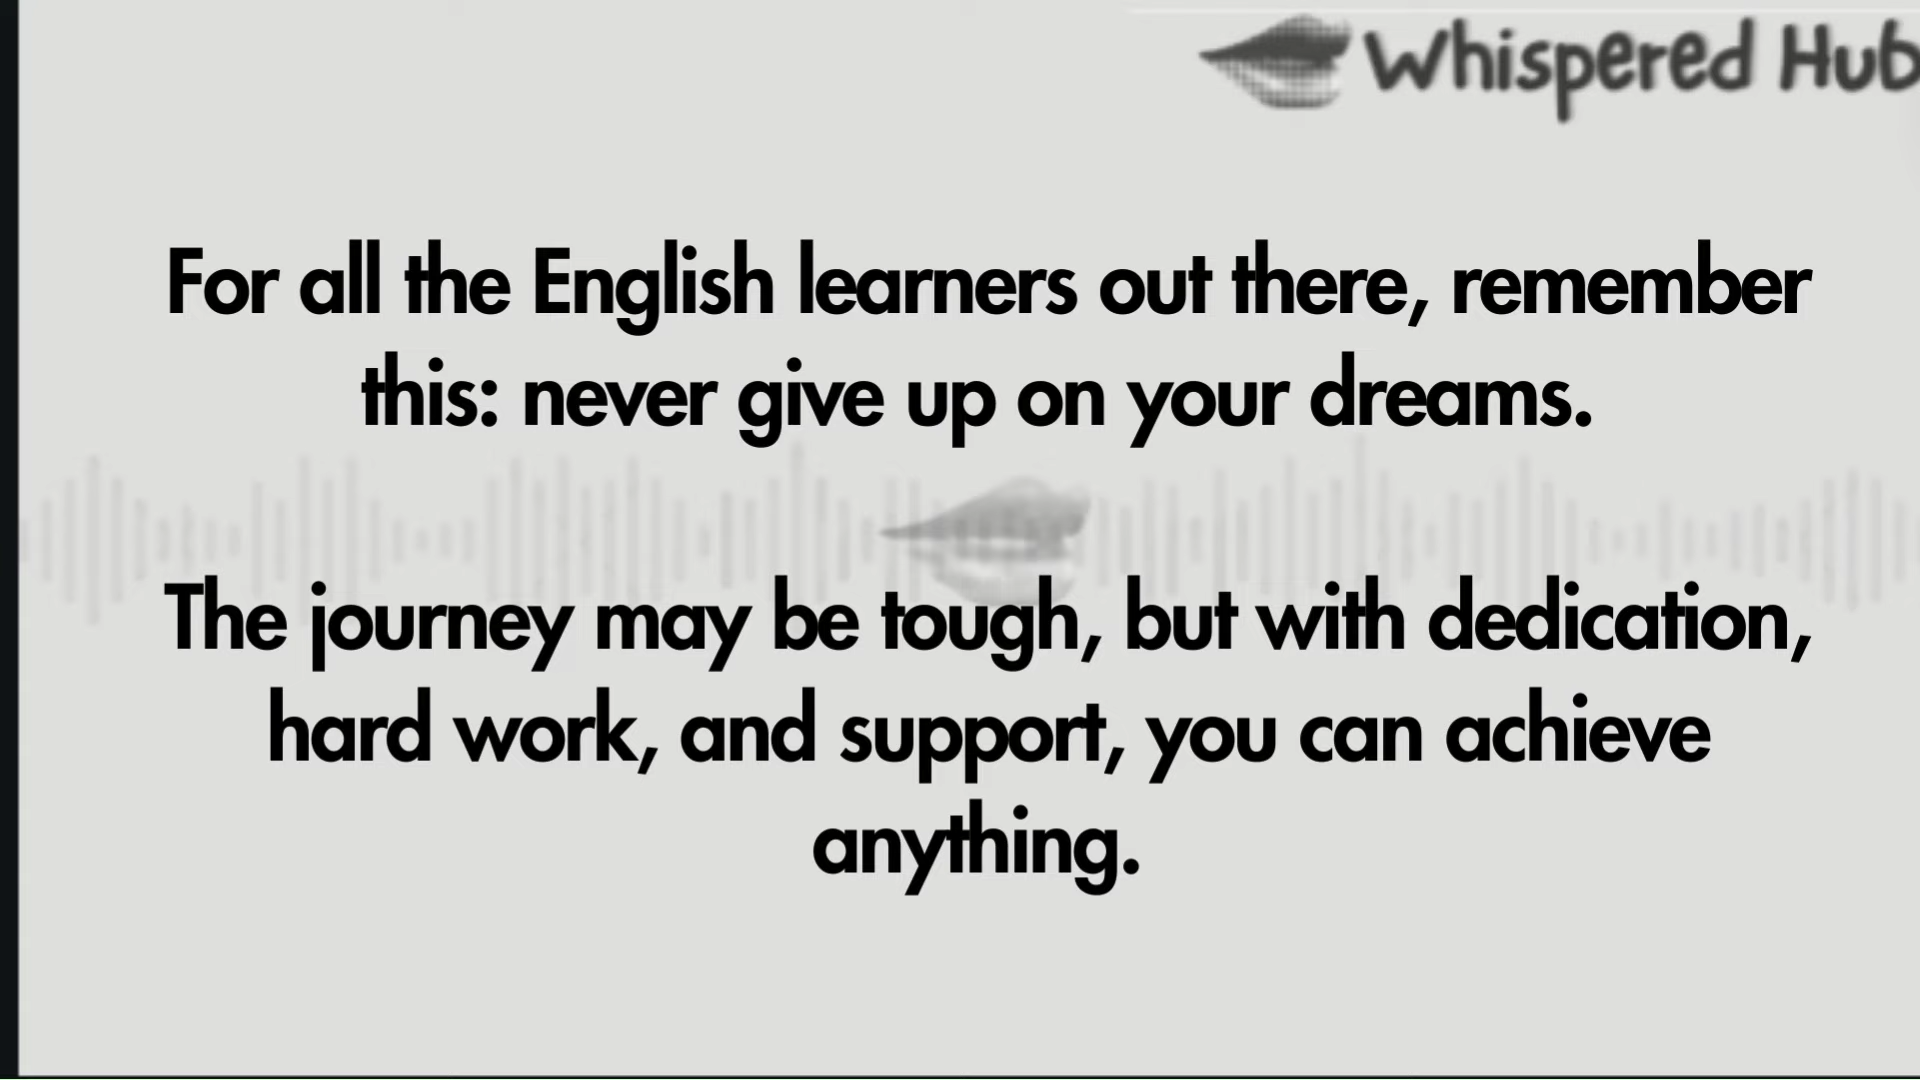 Whispered Hub
For all the English learners out there, remember
this: never give up on your dreams.
The journey may be tough, but with dedication,
hard work, and support, you can achieve
anything.